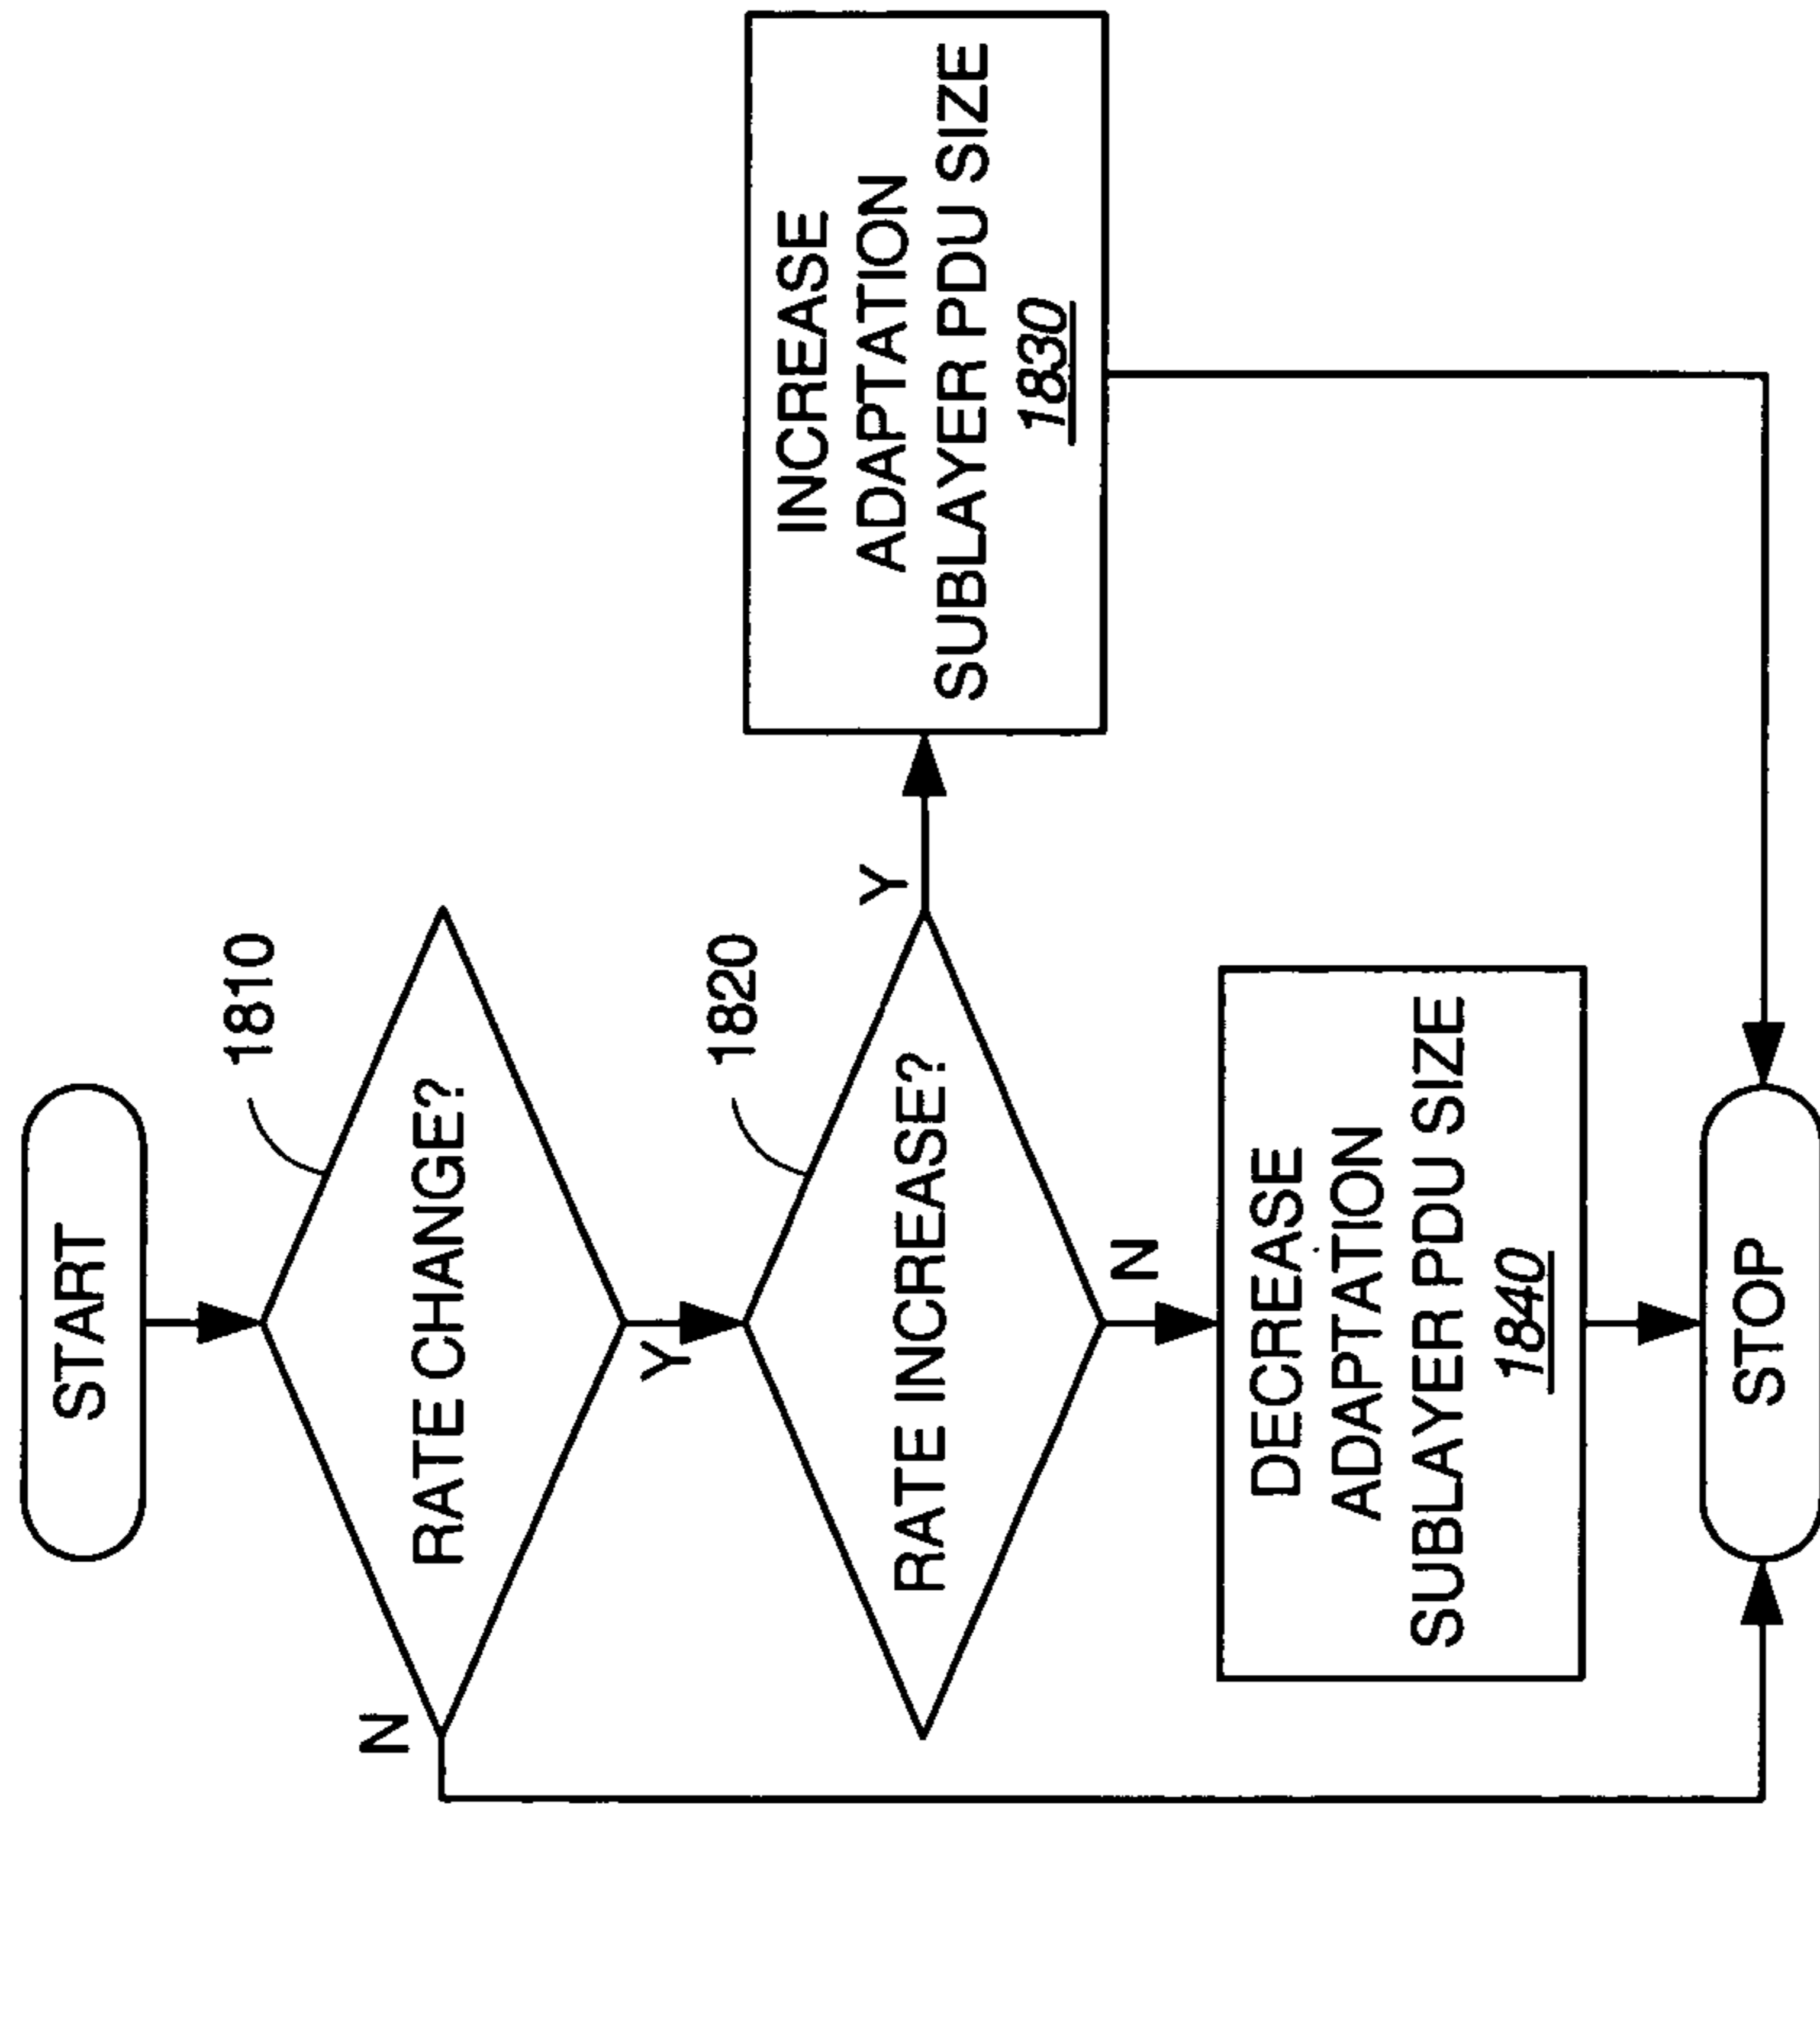 START
1810
RATE CHANGE?
N
Y
1820
RATE INCREASE?
Y
INCREASE
ADAPTATION
SUBLAYER PDU SIZE
1830
N
DECREASE
ADAPTATION
SUBLAYER PDU SIZE
1840
STOP